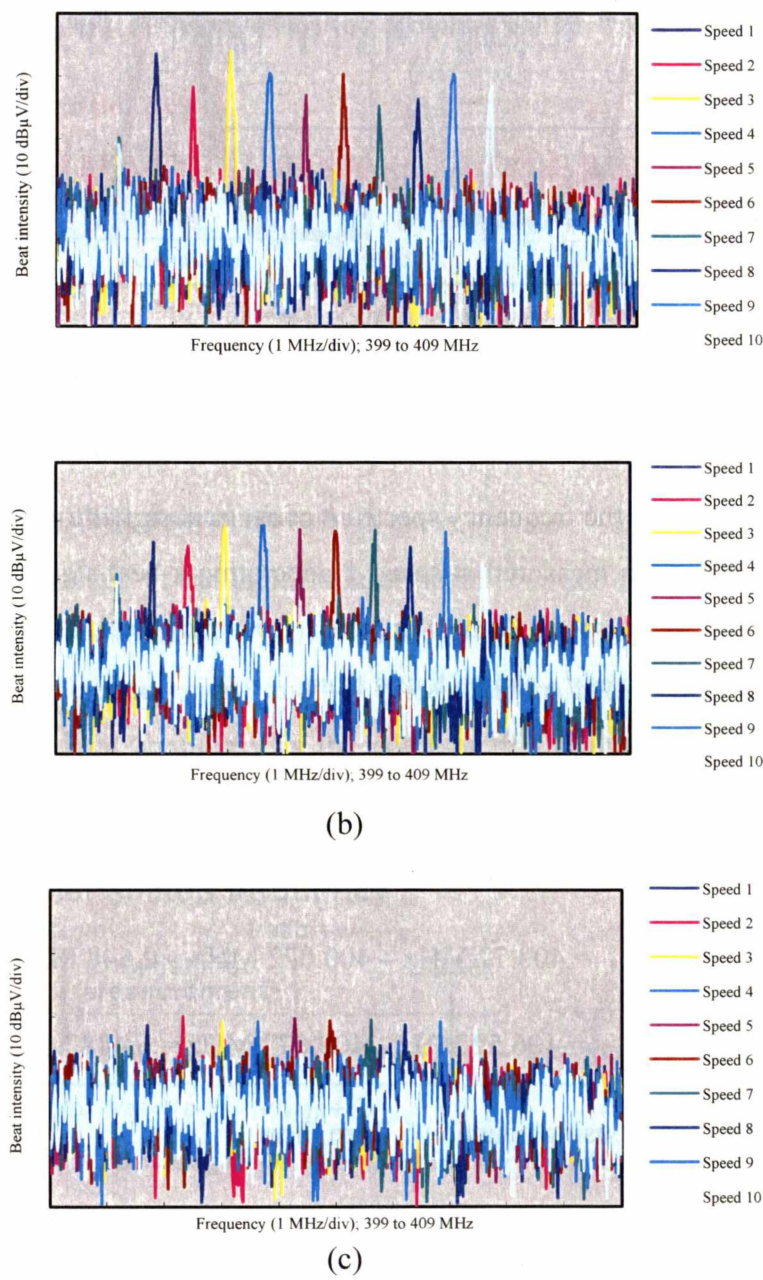 Beat intensity (10 dBµV/div)
Speed 1
Speed 2
Speed 3
Speed 4
Speed 5
Speed 6
Speed 7
Speed 8
Speed 9
Speed 10
Frequency (1 MHz/div); 399 to 409 MHz
Beat intensity (10 dBµV/div)
Speed 1
Speed 2
Speed 3
Speed 4
Speed 5
Speed 6
Speed 7
Speed 8
Speed 9
Speed 10
Frequency (1 MHz/div); 399 to 409 MHz
(b)
Beat intensity (10 dBµV/div)
Speed 1
Speed 2
Speed 3
Speed 4
Speed 5
Speed 6
Speed 7
Speed 8
Speed 9
Speed 10
Frequency (1 MHz/div); 399 to 409 MHz
(c)